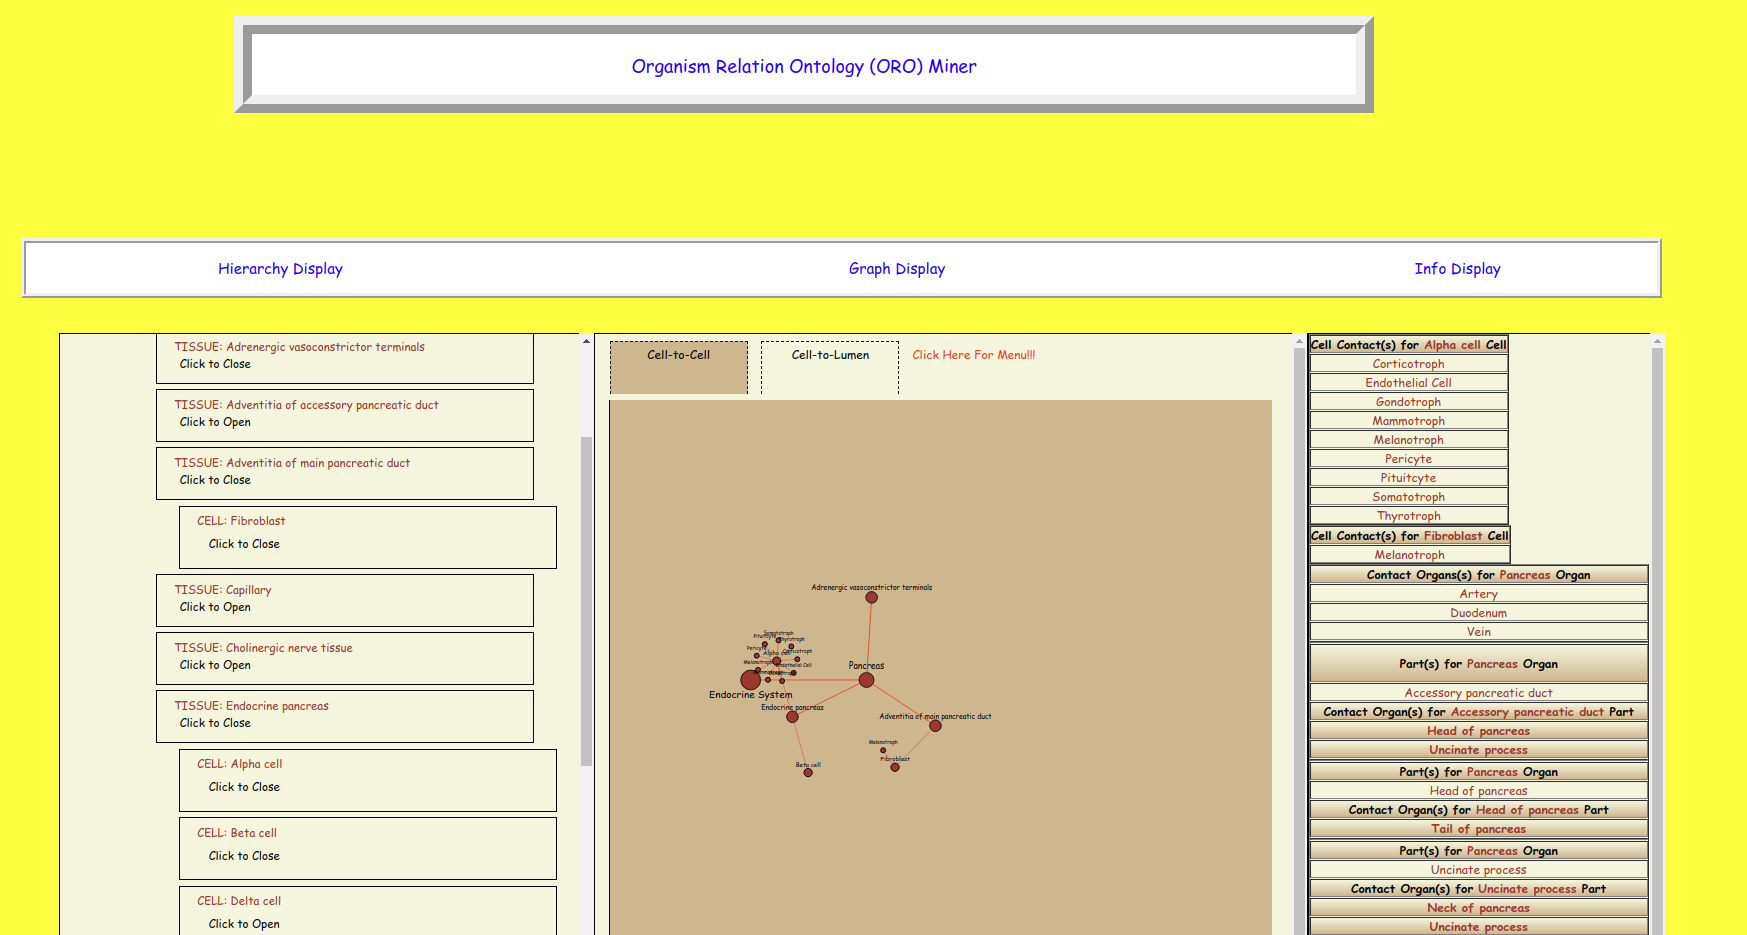 Organism Relation Ontology (ORO) Miner
Hierarchy Display
Graph Display
Info Display
TISSUE: Adrenergic vasoconstrictor terminals
Click to Close
TISSUE: Adventitia of accessory pancreatic duct
Click to Open
TISSUE: Adventitia of main pancreatic duct
Click to Close
CELL: Fibroblast
Click to Close
TISSUE: Capillary
Click to Open
TISSUE: Cholinergic nerve tissue
Click to Open
TISSUE: Endocrine pancreas
Click to Close
CELL: Alpha cell
Click to Close
CELL: Beta cell
Click to Close
CELL: Delta cell
Click to Open
Cell-to-Cell
Cell-to-Lumen
Click Here For Menu!!!
Adrenergic vasoconstrictor terminals
Somatotroph
Pituitcyte
Thyrotroph
Pericyte
Alpha cell
Corticotroph
Melanotroph
Endothelial Cell
Pancreas
Endocrine System
Endocrine pancreas
Adventitia of main pancreatic duct
Melanotroph
Fibroblast
Beta cell
Cell Contact(s) for Alpha cell Cell
Corticotroph
Endothelial Cell
Gondotroph
Mammotroph
Melanotroph
Pericyte
Pituitcyte
Somatotroph
Thyrotroph
Cell Contact(s) for Fibroblast Cell
Melanotroph
Contact Organs(s) for Pancreas Organ
Artery
Duodenum
Vein
Part(s) for Pancreas Organ
Accessory pancreatic duct
Contact Organ(s) for Accessory pancreatic duct Part
Head of pancreas
Uncinate process
Part(s) for Pancreas Organ
Head of pancreas
Contact Organ(s) for Head of pancreas Part
Tail of pancreas
Part(s) for Pancreas Organ
Uncinate process
Contact Organ(s) for Uncinate process Part
Neck of pancreas
Uncinate process